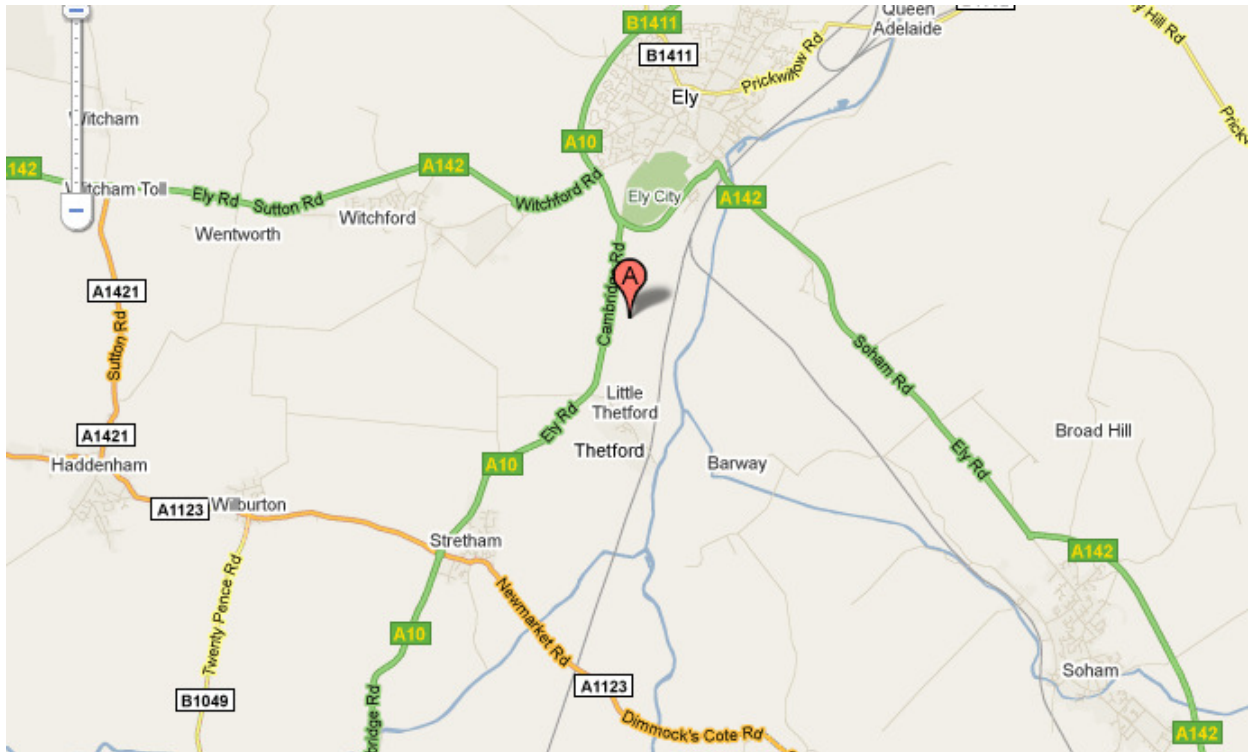 Queen
Adelaide
B1411
B1411
Prickwillow Rd
Hill Rd
Ely
Witcham
A10
142
A142
Witcham Toll
Ely Rd
Sutton Rd
Witchford Rd
Ely City
A142
Witchford
Wentworth
Cambridge Rd
A
A1421
Sutton Rd
Soham Rd
Little
Thetford
Ely Rd
A1421
Thetford
Broad Hill
Haddenham
A10
Barway
Ely Rd
Wilburton
A1123
Stretham
A142
Twenty Pence Rd
Newmarket Rd
A10
Soham
A1123
B1049
bridge Rd
Dimmock's Cote Rd
A142